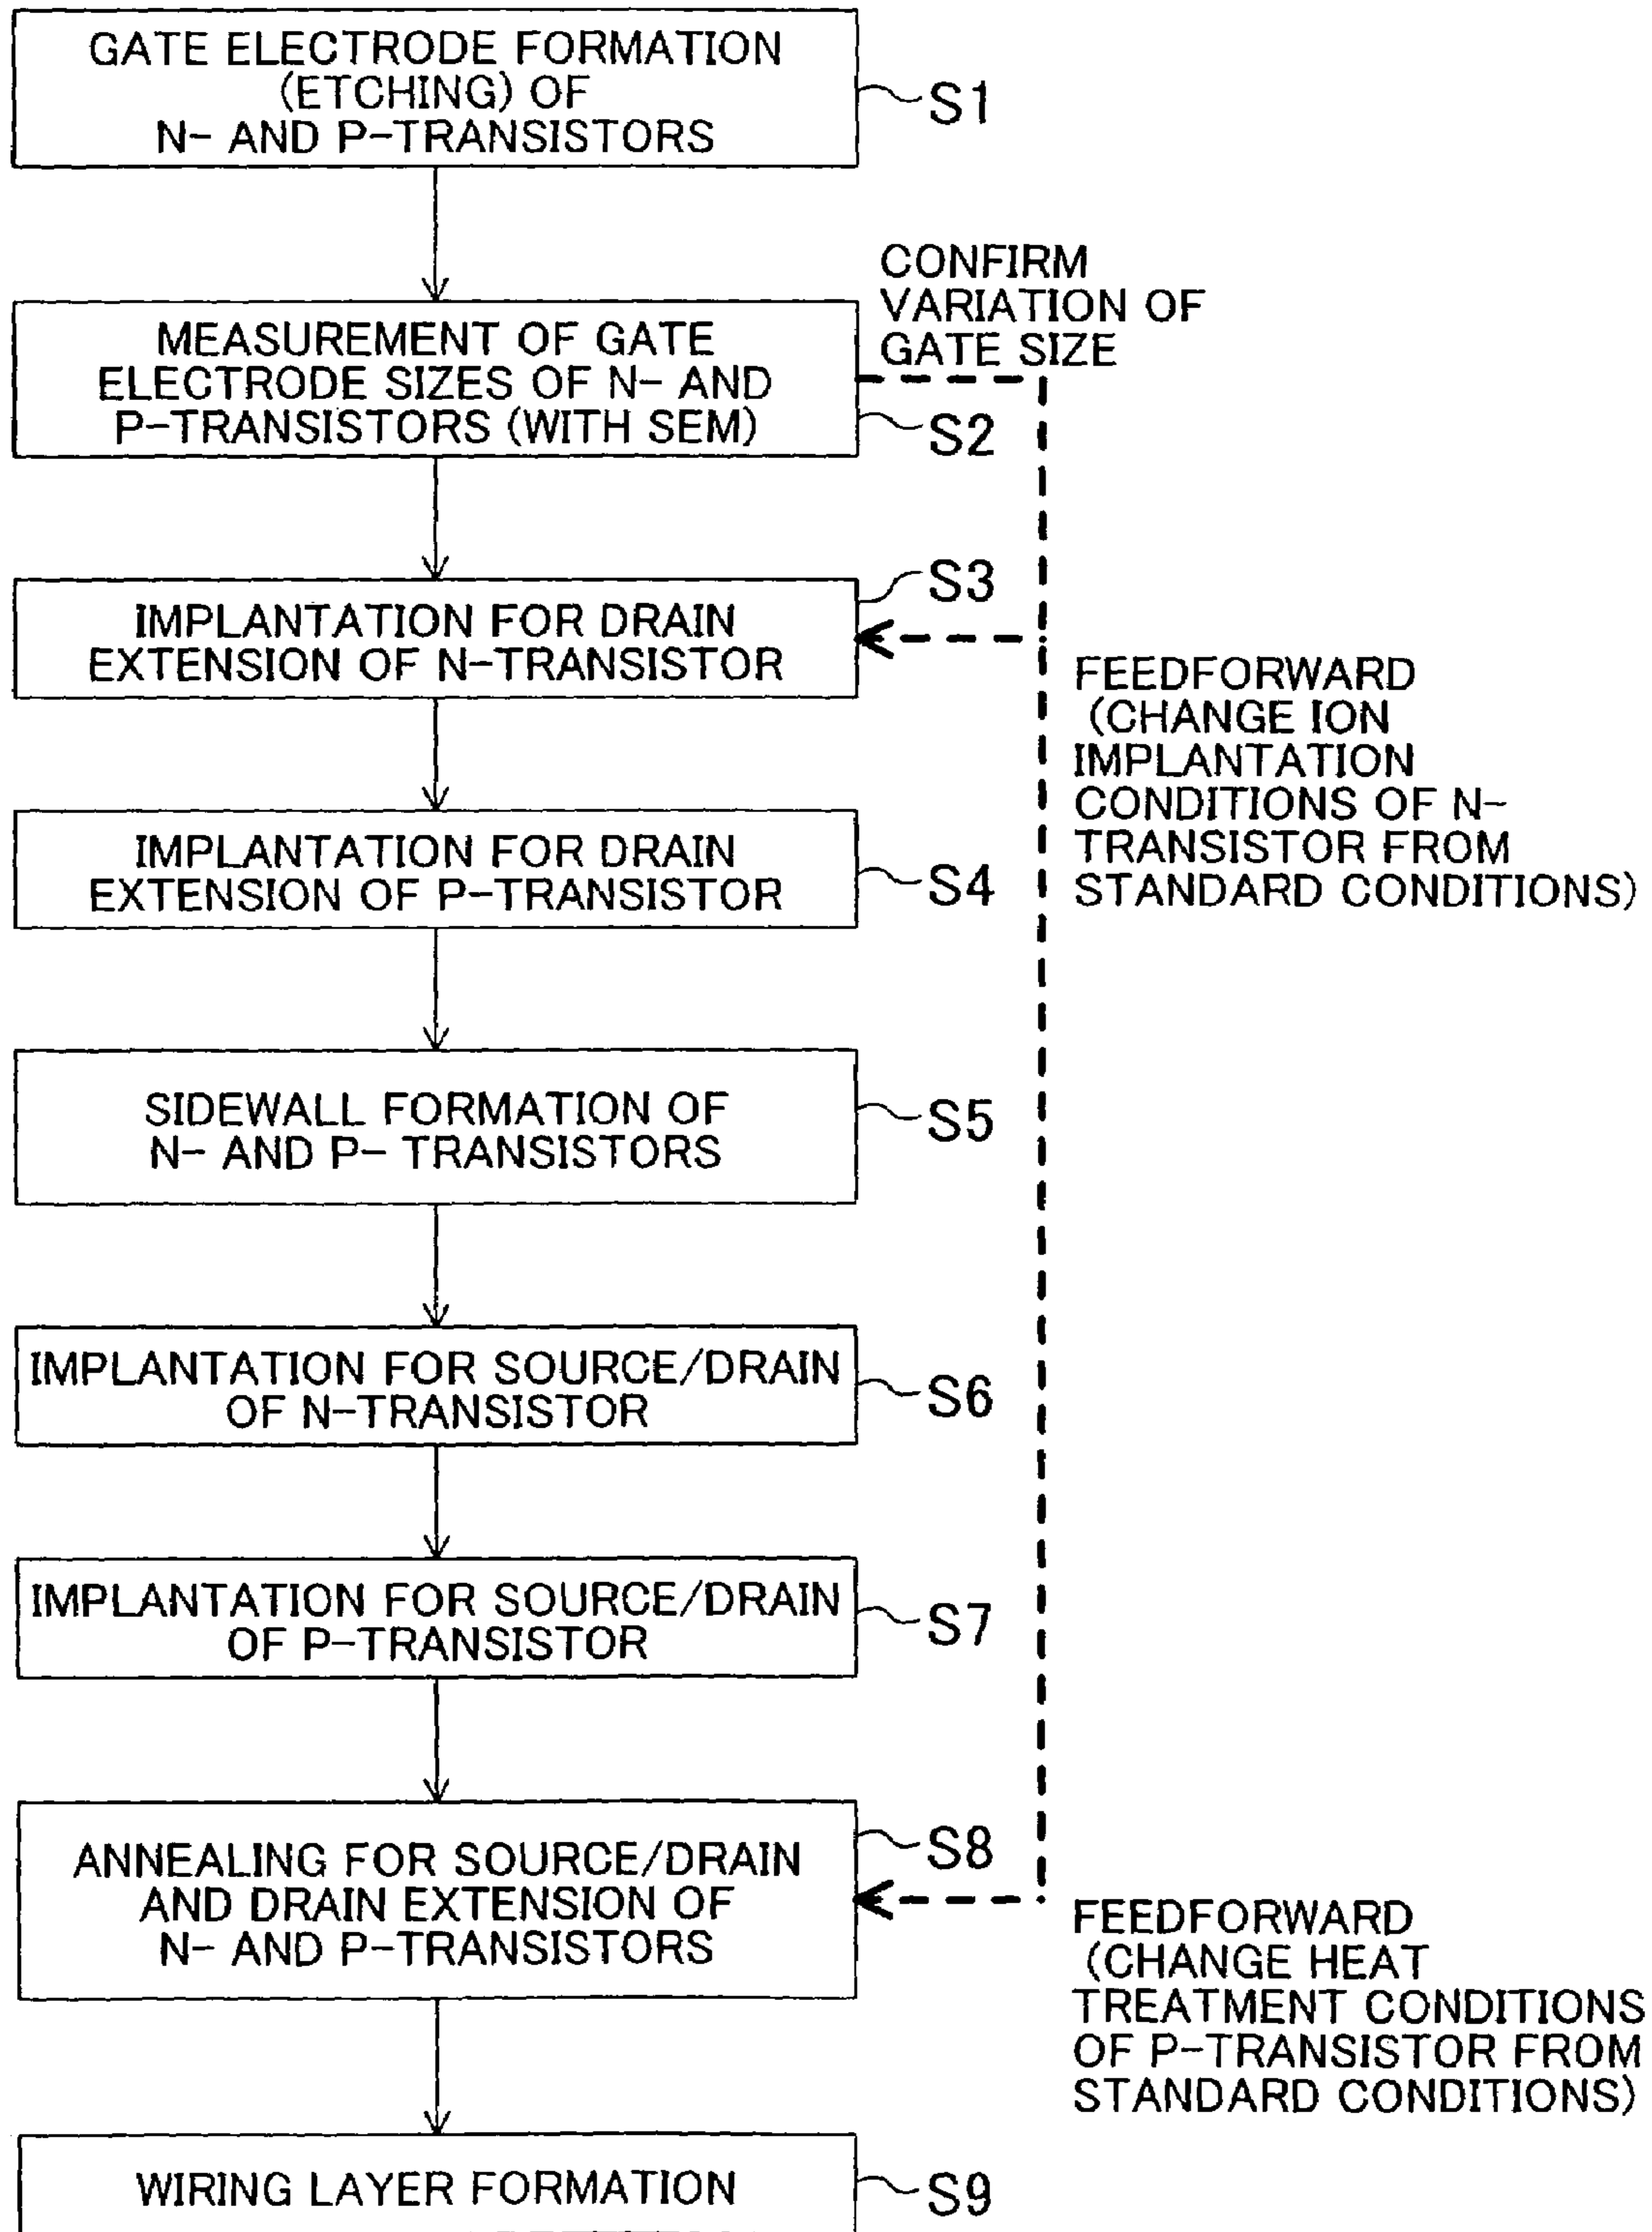 GATE ELECTRODE FORMATION
(ETCHING) OF
N- AND P-TRANSISTORS
S1
CONFIRM
VARIATION OF
GATE SIZE
MEASUREMENT OF GATE
ELECTRODE SIZES OF N- AND
P-TRANSISTORS (WITH SEM)
S2
IMPLANTATION FOR DRAIN
EXTENSION OF N-TRANSISTOR
S3
FEEDFORWARD
(CHANGE ION
IMPLANTATION
CONDITIONS OF N-
TRANSISTOR FROM
STANDARD CONDITIONS)
IMPLANTATION FOR DRAIN
EXTENSION OF P-TRANSISTOR
S4
SIDEWALL FORMATION OF
N- AND P- TRANSISTORS
S5
IMPLANTATION FOR SOURCE/DRAIN
OF N-TRANSISTOR
S6
IMPLANTATION FOR SOURCE/DRAIN
OF P-TRANSISTOR
S7
ANNEALING FOR SOURCE/DRAIN
AND DRAIN EXTENSION OF
N- AND P-TRANSISTORS
S8
FEEDFORWARD
(CHANGE HEAT
TREATMENT CONDITIONS
OF P-TRANSISTOR FROM
STANDARD CONDITIONS)
WIRING LAYER FORMATION
S9